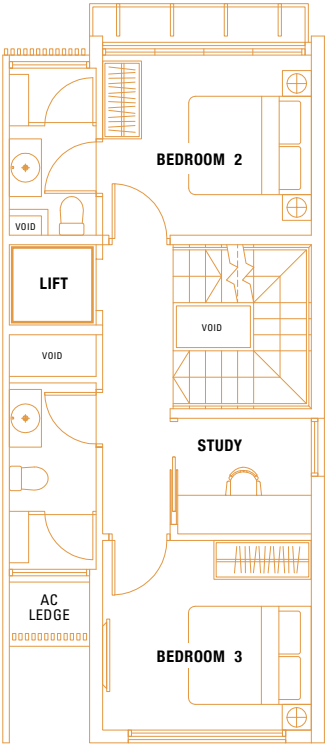 BEDROOM 2
VOID
LIFT
VOID
VOID
STUDY
AC
LEDGE
BEDROOM 3